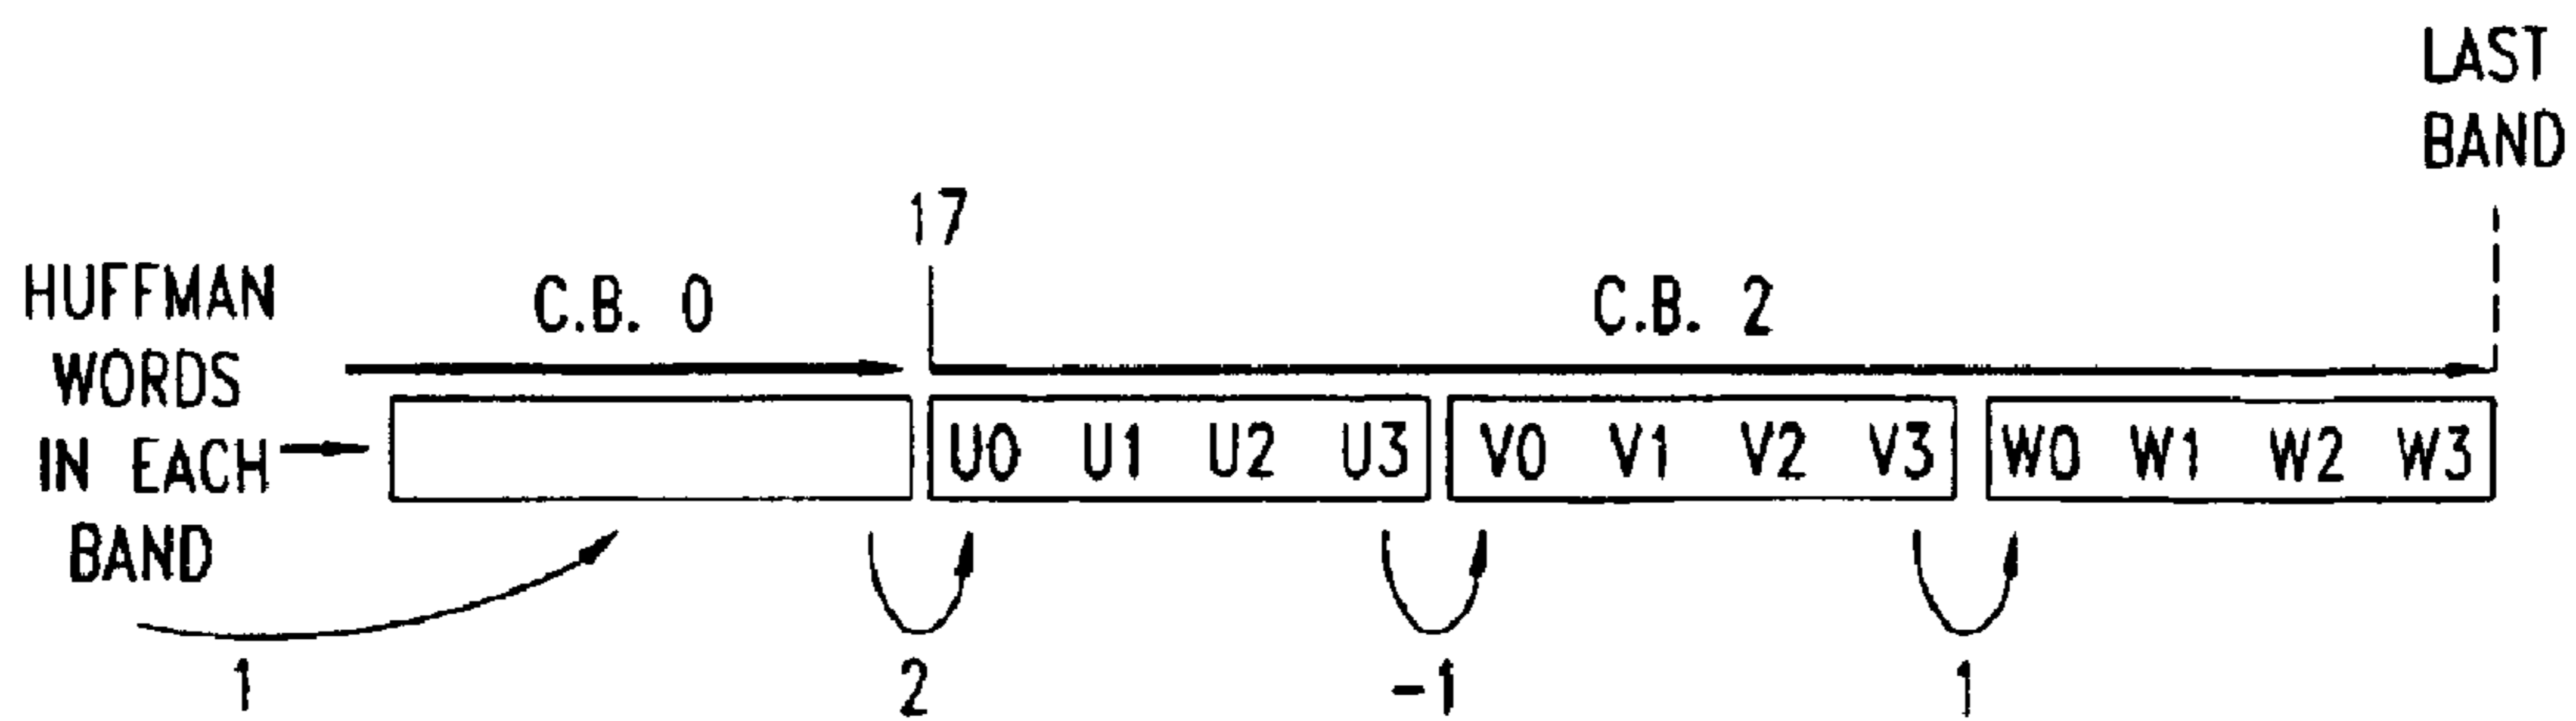 LAST
BAND
17
HUFFMAN
WORDS
IN EACH
BAND
C.B. 0
C.B. 2
U0 U1 U2 U3
V0 V1 V2 V3
W0 W1 W2 W3
1
2
-1
1